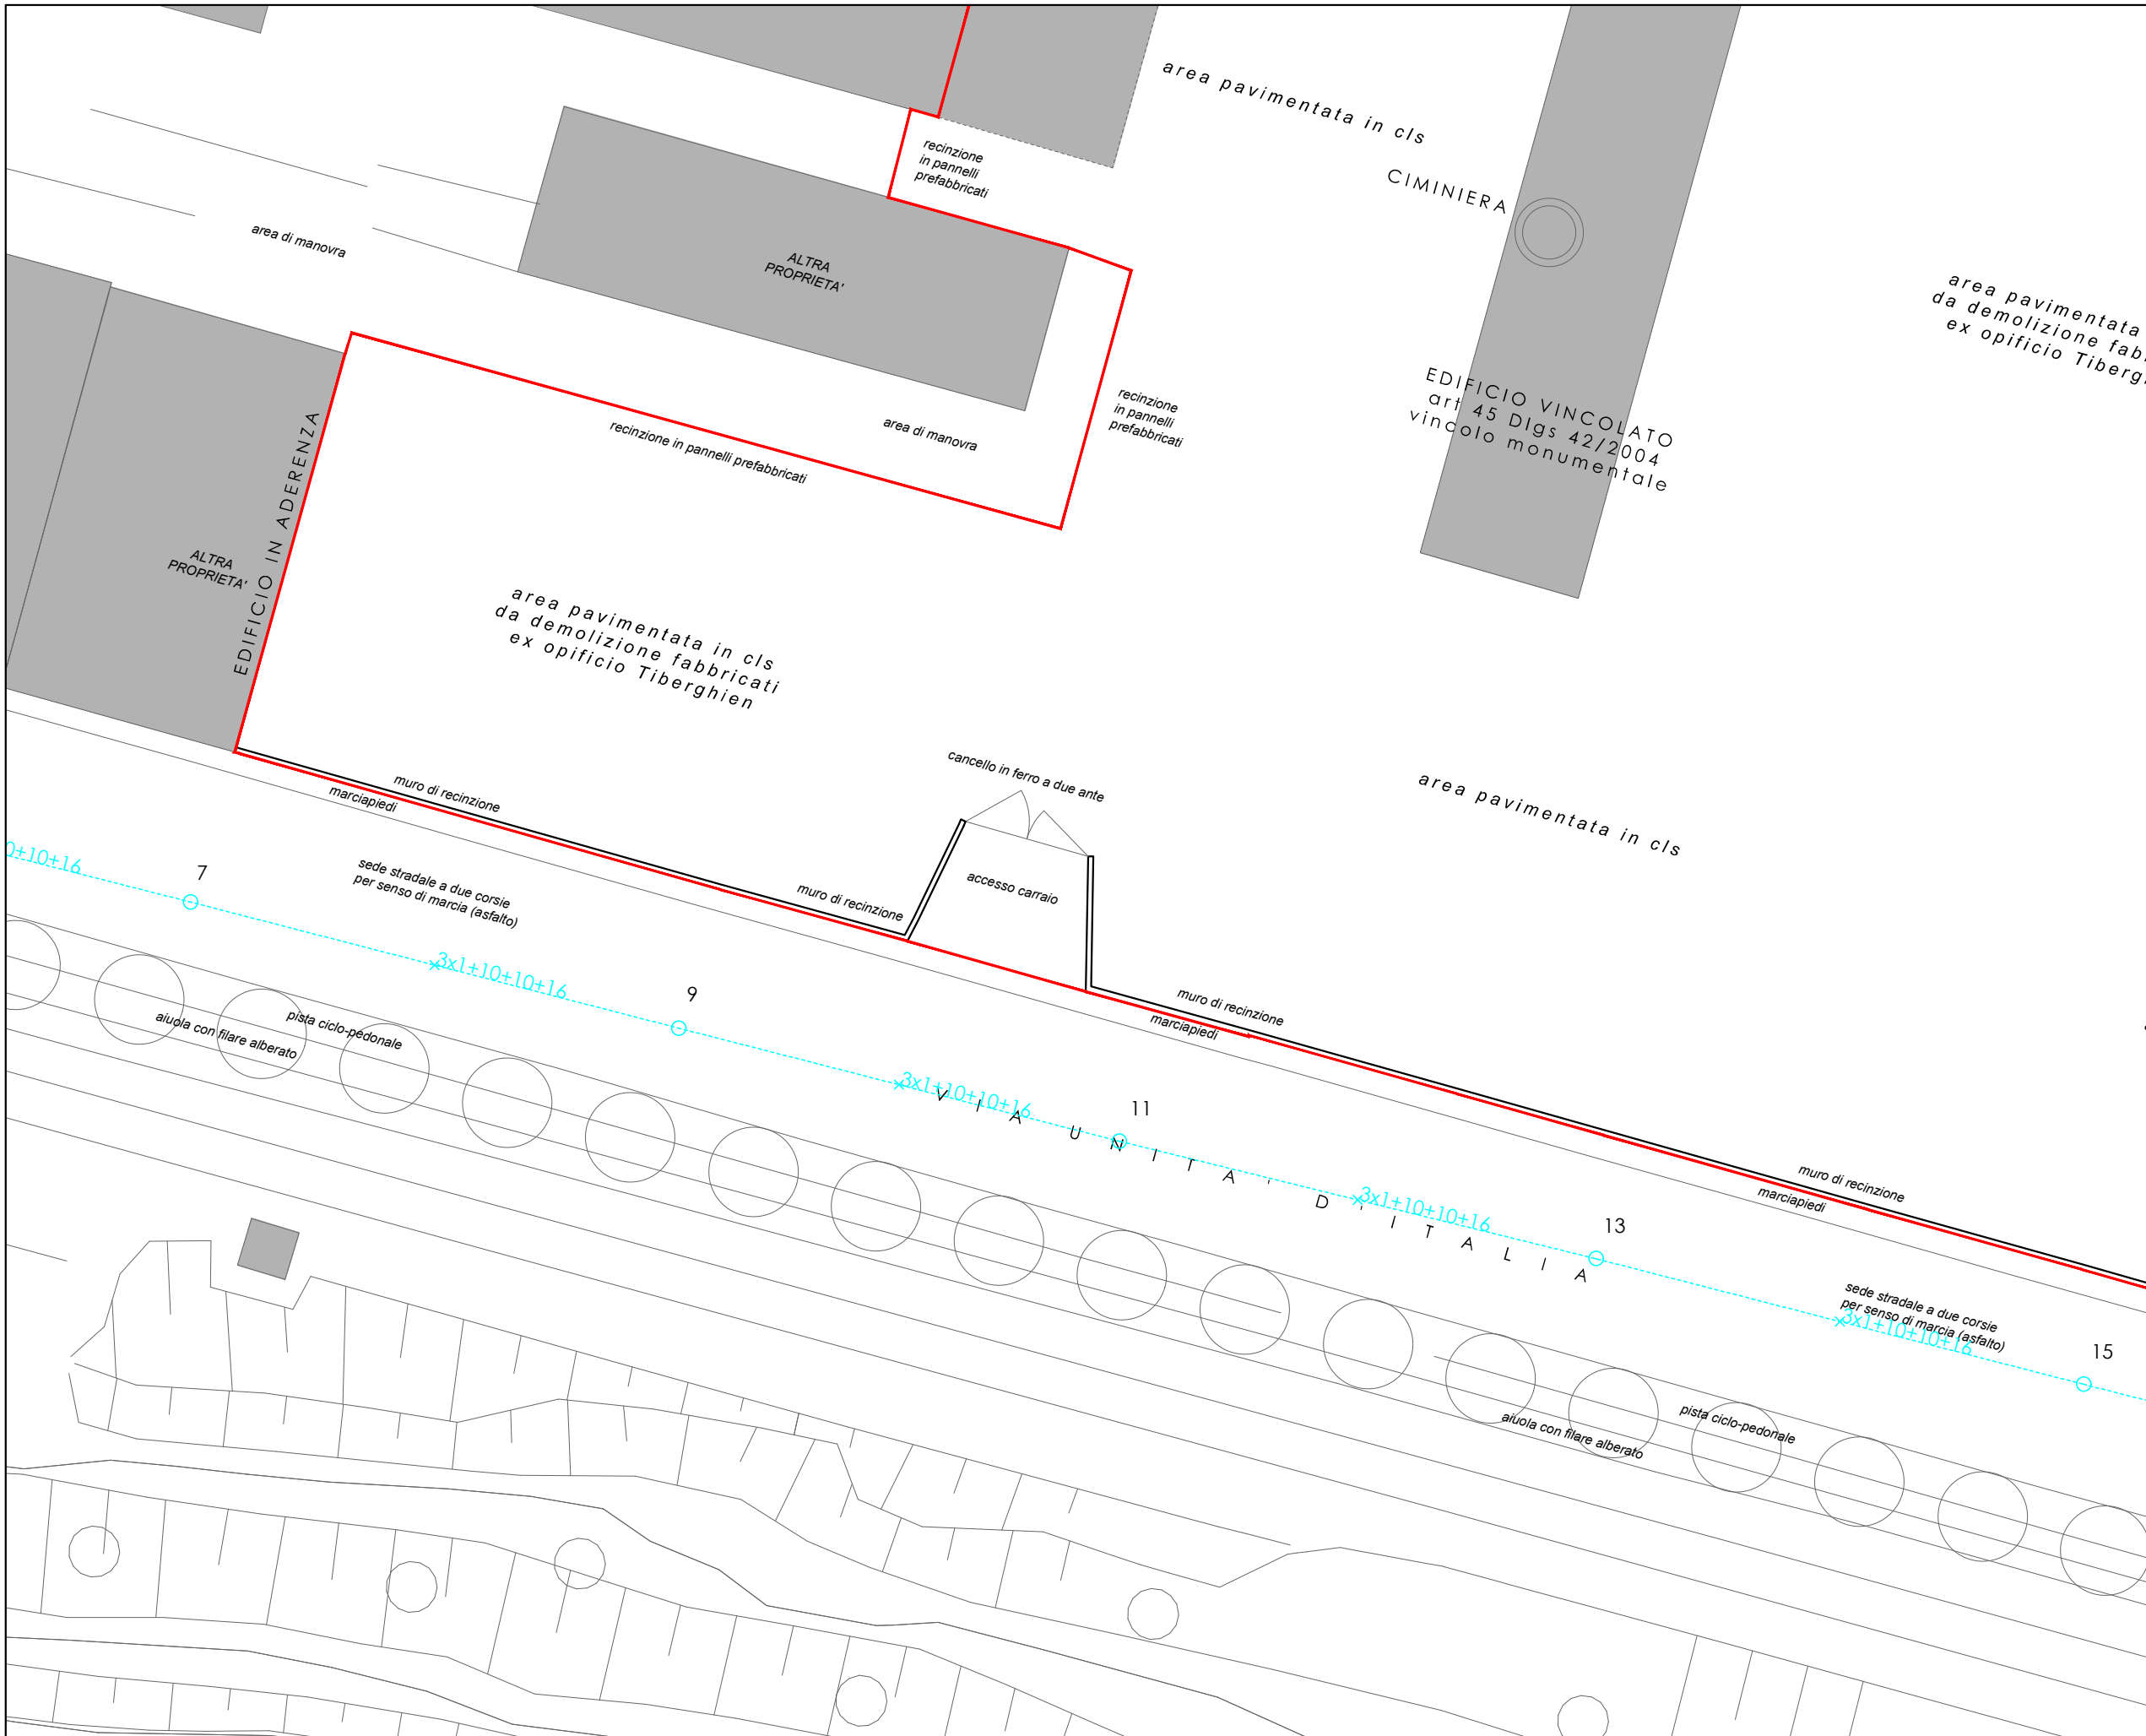 area pavimentata in cls
recinzione
in pannelli
prefabbricati
CIMINIERA
area di manovra
ALTRA
PROPRIETA'
area pavimentata
da demolizione fab
ex opificio Tiberg
EDIFICIO VINCOLATO
art 45 Dlgs 42/2004
vincolo monumentale
recinzione
in pannelli
prefabbricati
area di manovra
recinzione in pannelli prefabbricati
EDIFICIO IN ADERENZA
ALTRA
PROPRIETA'
area pavimentata in cls
da demolizione fabbricati
ex opificio Tiberghien
cancello in ferro a due ante
area pavimentata in cls
muro di recinzione
marciapiedi
accesso carraio
muro di recinzione
0+10+16
7
sede stradale a due corsie
per senso di marcia (asfalto)
3x1+10+10+16
9
muro di recinzione
marciapiedi
pista ciclo-pedonale
aiuola con filare alberato
3x1+10+10+16
11
VIA UNITA' D'ITALIA
3x1+10+10+16
13
muro di recinzione
marciapiedi
sede stradale a due corsie
per senso di marcia (asfalto)
3x1+10+10+16
15
pista ciclo-pedonale
aiuola con filare alberato